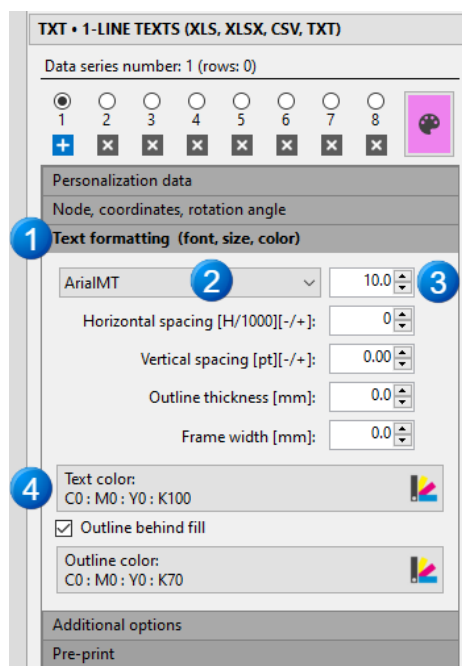 TXT • 1-LINE TEXTS (XLS, XLSX, CSV, TXT)
Data series number: 1 (rows: 0)
1 2 3 4 5 6 7 8
Personalization data
Node, coordinates, rotation angle
1 Text formatting (font, size, color)
ArialMT 2 10.0 3
Horizontal spacing [H/1000][-/+]: 0
Vertical spacing [pt][-/+]: 0.00
Outline thickness [mm]: 0.0
Frame width [mm]: 0.0
4 Text color:
C0 : M0 : Y0 : K100
Outline behind fill
Outline color:
C0 : M0 : Y0 : K70
Additional options
Pre-print